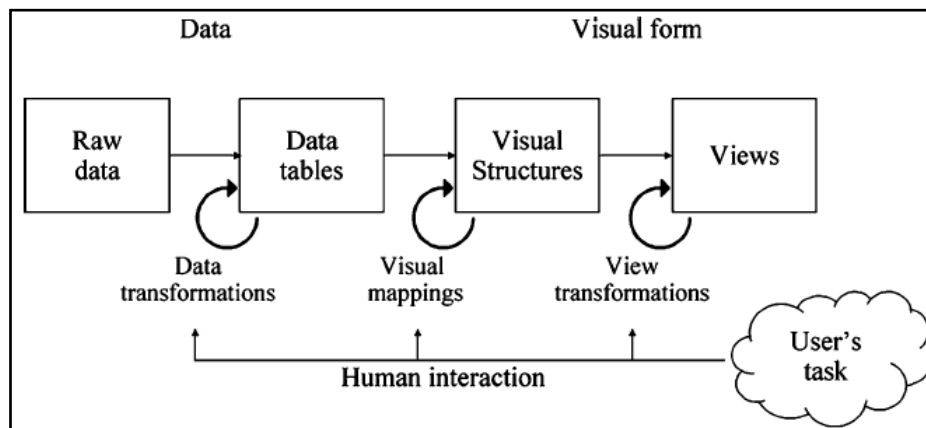 Data
Visual form
Raw
data
Data
tables
Visual
Structures
Views
Data
transformations
Visual
mappings
View
transformations
User's
task
Human interaction